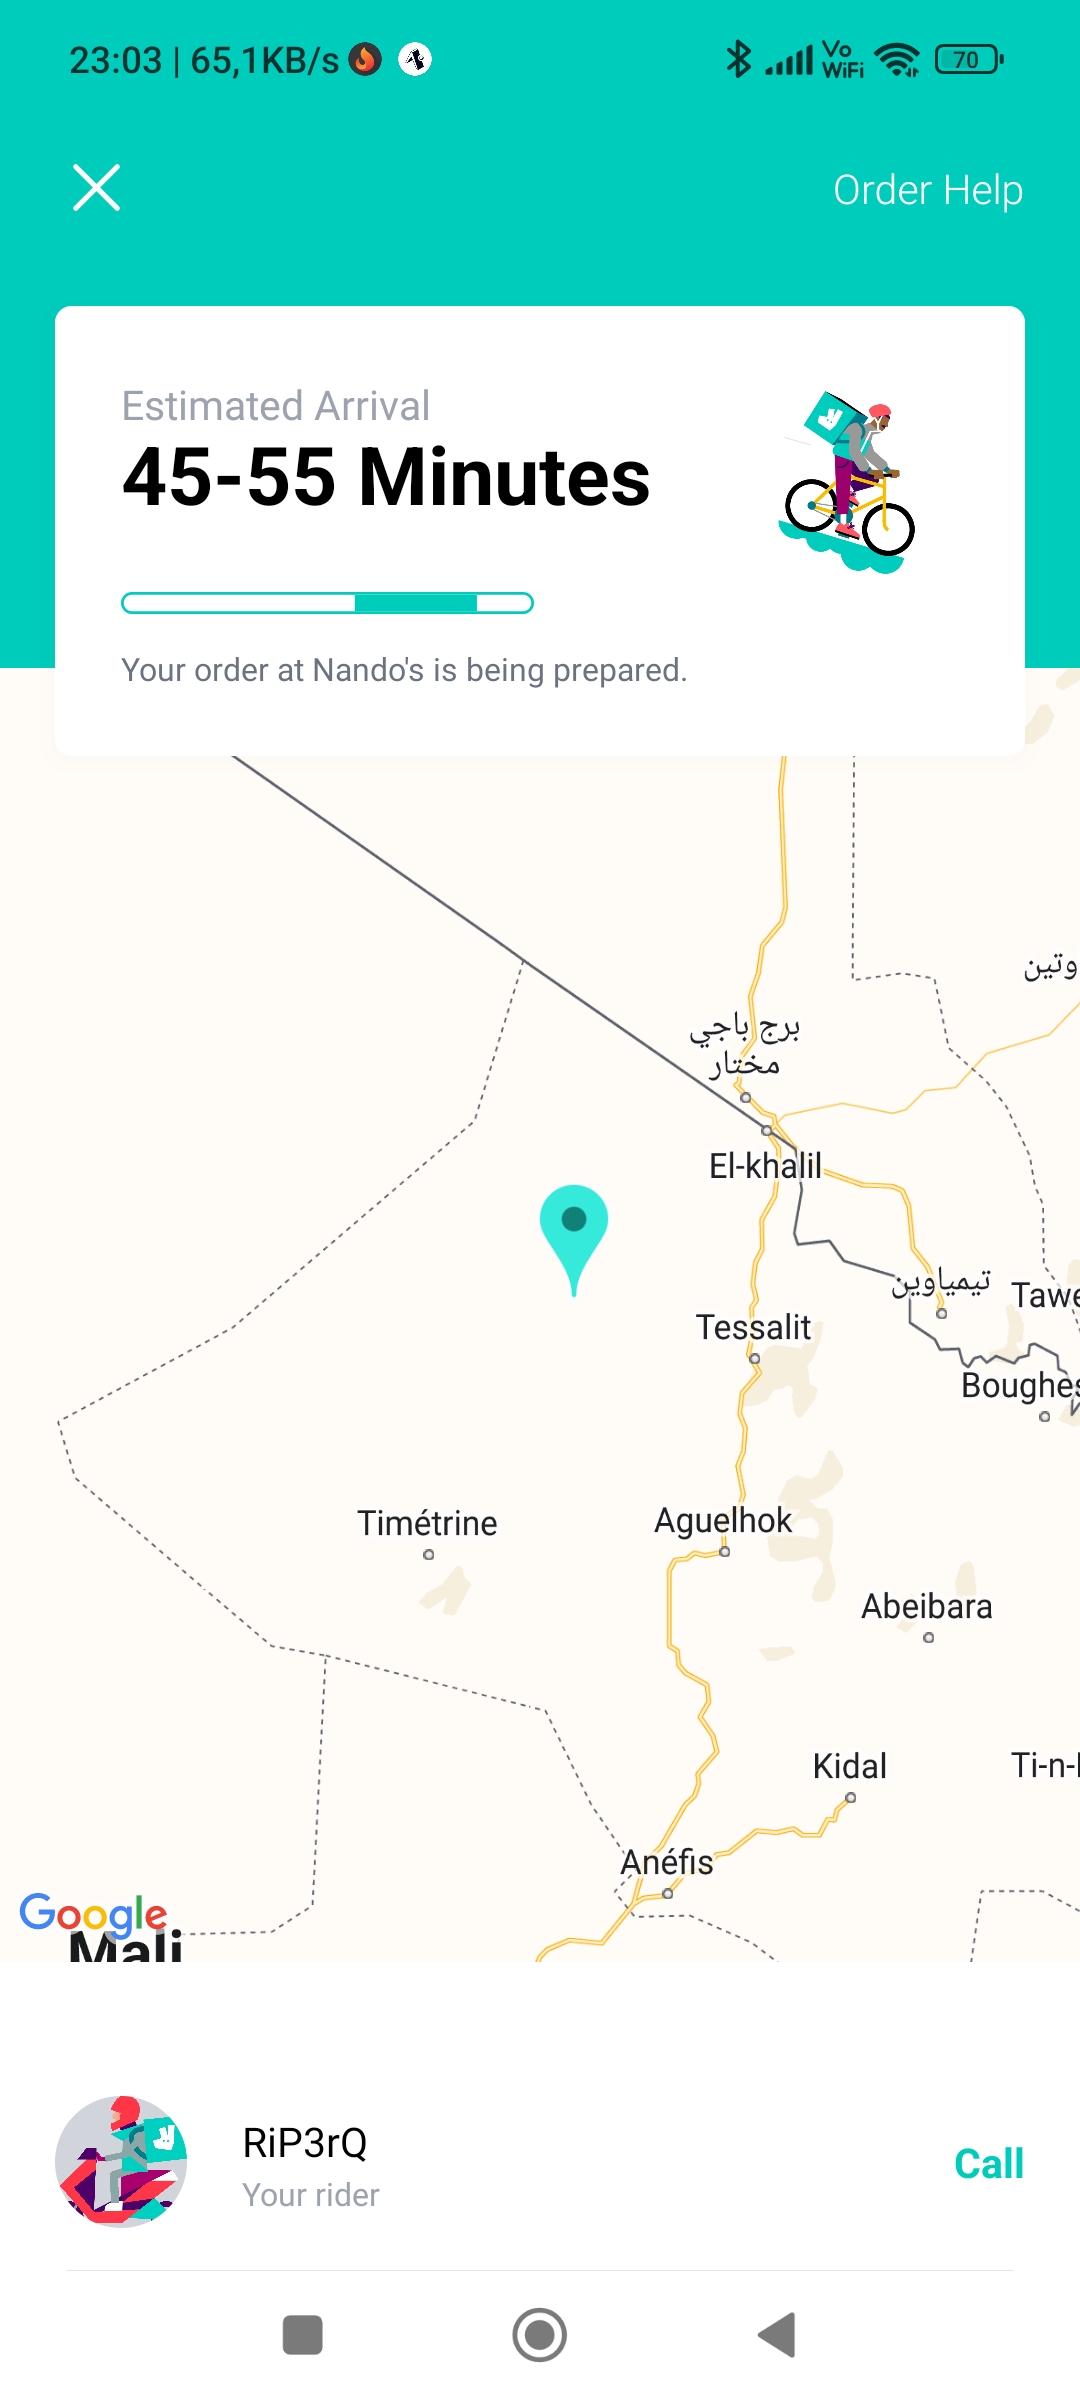 23:03 | 65,1KB/s
Vo
WiFi
70
Order Help
Estimated Arrival
45-55 Minutes
Your order at Nando's is being prepared.
وتين
برج باجي
مختار
El-khalil
تيمياوين
Tawe
Tessalit
Boughes
Timétrine
Aguelhok
Abeibara
Kidal
Ti-n-
Anéfis
Google
Mali
RiP3rQ
Your rider
Call